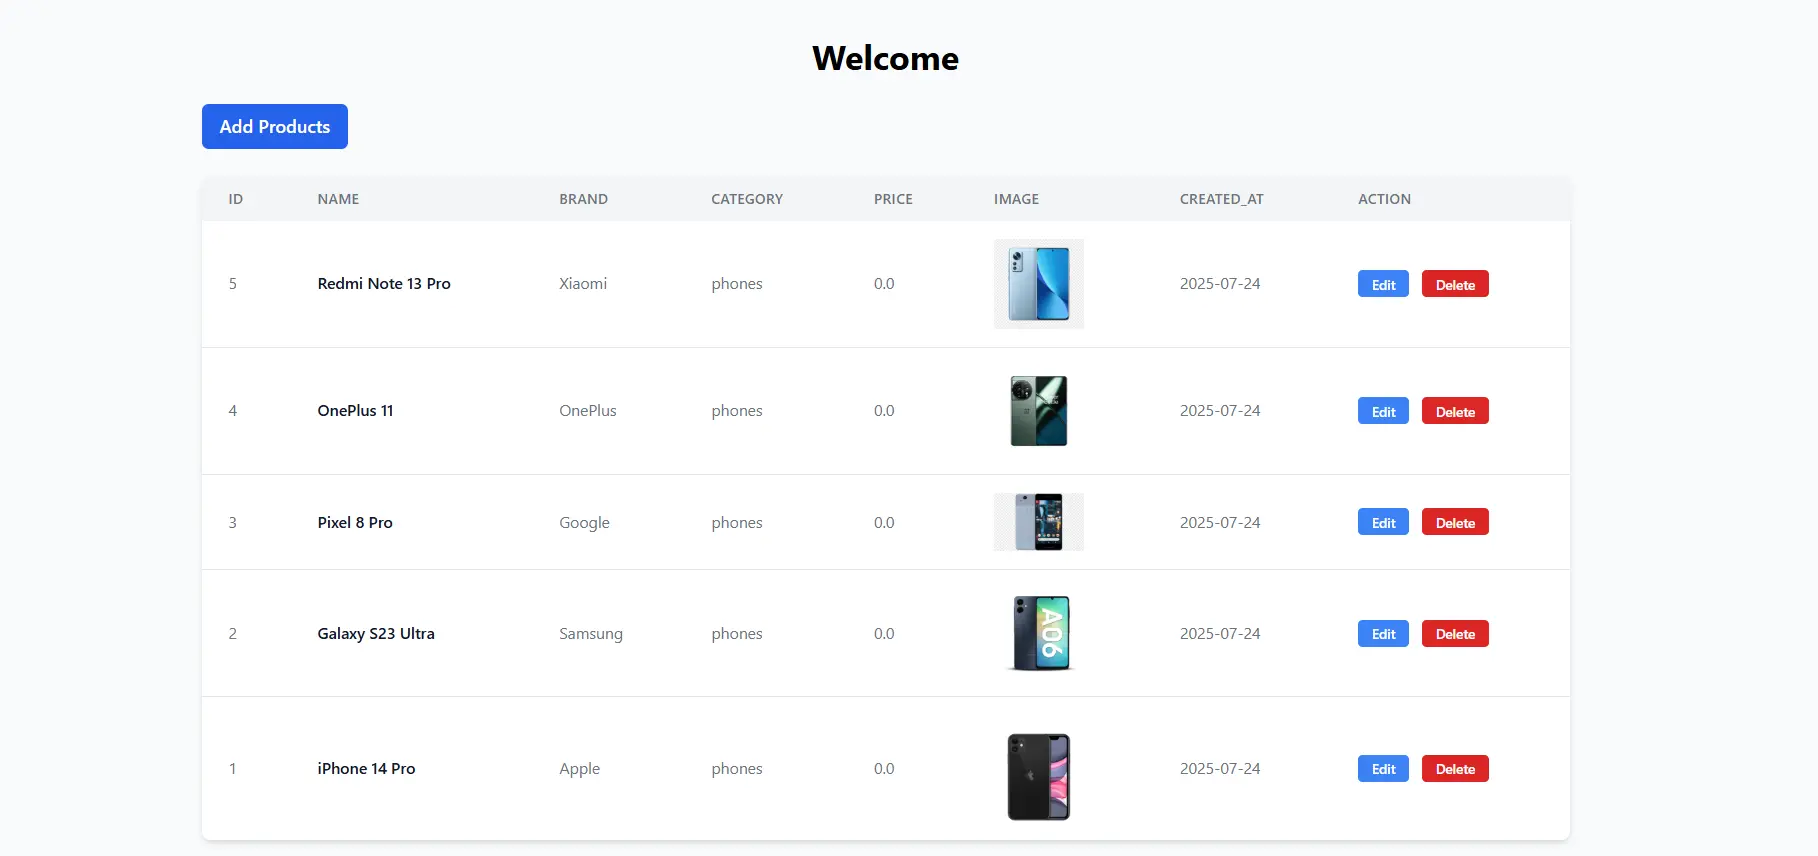 Welcome
Add Products
ID NAME BRAND CATEGORY PRICE IMAGE CREATED_AT ACTION
5 Redmi Note 13 Pro Xiaomi phones 0.0 2025-07-24 Edit Delete
4 OnePlus 11 OnePlus phones 0.0 2025-07-24 Edit Delete
3 Pixel 8 Pro Google phones 0.0 2025-07-24 Edit Delete
2 Galaxy S23 Ultra Samsung phones 0.0 A06 2025-07-24 Edit Delete
1 iPhone 14 Pro Apple phones 0.0 2025-07-24 Edit Delete